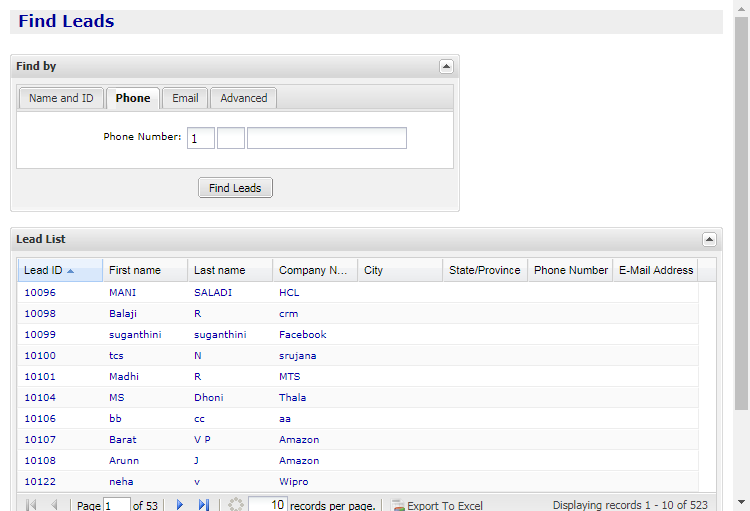 Find Leads
Find by
Name and ID Phone Email Advanced
Phone Number: 1
Find Leads
Lead List
Lead ID First name Last name Company N... City State/Province Phone Number E-Mail Address
10096 MANI SALADI HCL
10098 Balaji R crm
10099 suganthini suganthini Facebook
10100 tcs N srujana
10101 Madhi R MTS
10104 MS Dhoni Thala
10106 bb cc aa
10107 Barat V P Amazon
10108 Arunn J Amazon
10122 neha v Wipro
Page 1 of 53 10 records per page. Export To Excel Displaying records 1 - 10 of 523